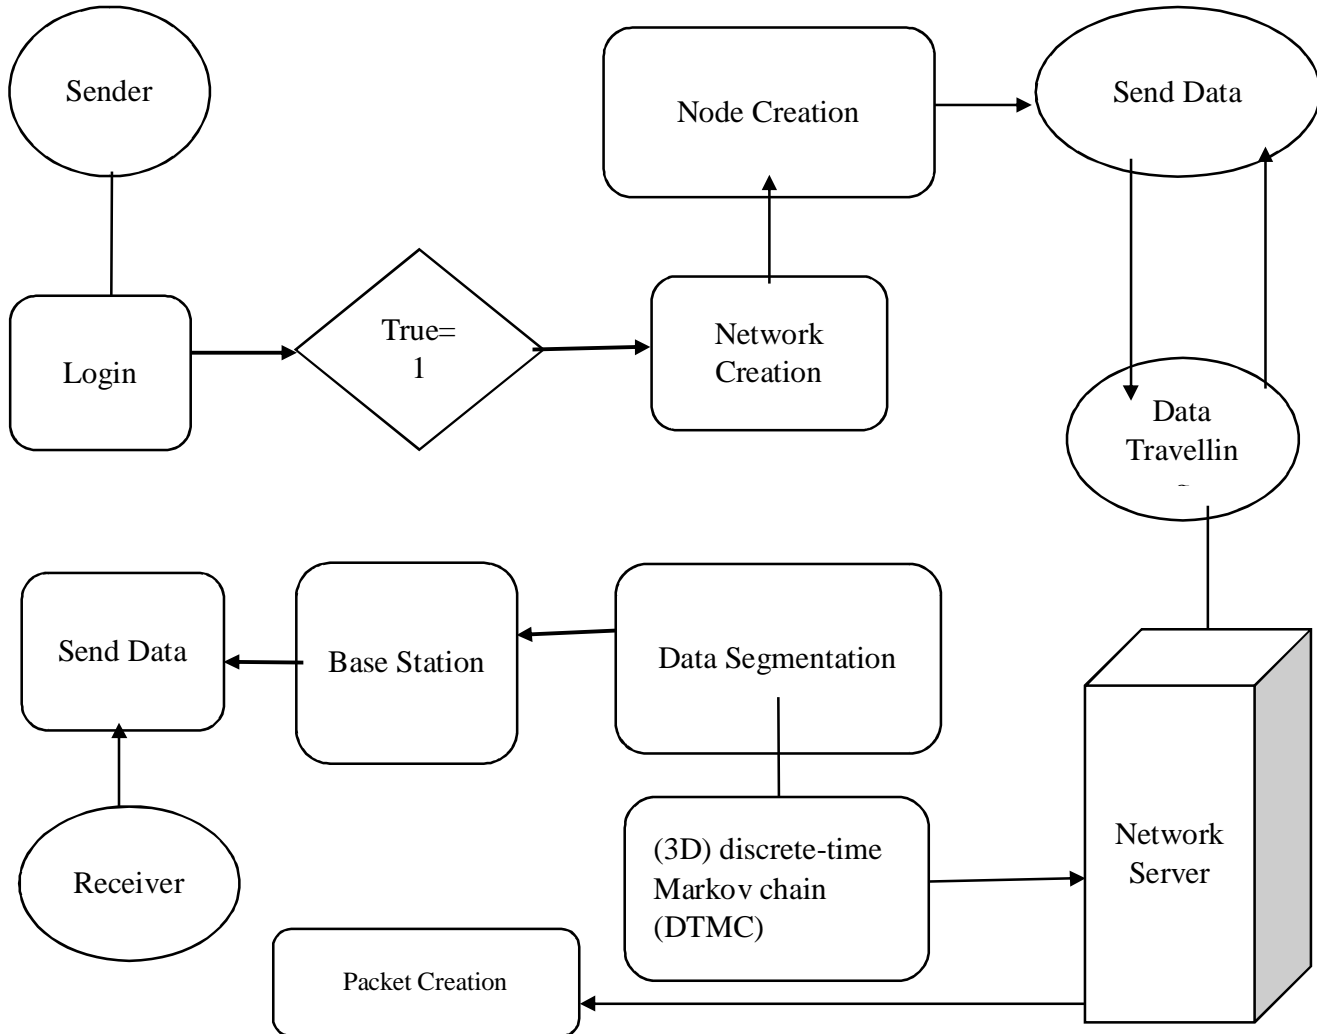 Sender
Node Creation
Send Data
Login
True=
1
Network
Creation
Data
Travellin
Send Data
Base Station
Data Segmentation
Receiver
(3D) discrete-time
Markov chain
(DTMC)
Network
Server
Packet Creation